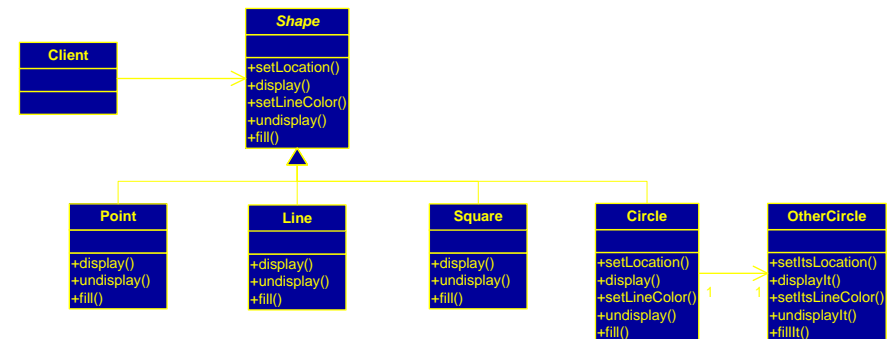 Shape
Client
+setLocation()
+display()
+setLineColor()
+undisplay()
+fill()
Point
+display()
+undisplay()
+fill()
Line
+display()
+undisplay()
+fill()
Square
+display()
+undisplay()
+fill()
Circle
+setLocation()
+display()
+setLineColor()
+undisplay()
+fill()
1
1
OtherCircle
+setItsLocation()
+displayIt()
+setItsLineColor()
+undisplayIt()
+fillIt()